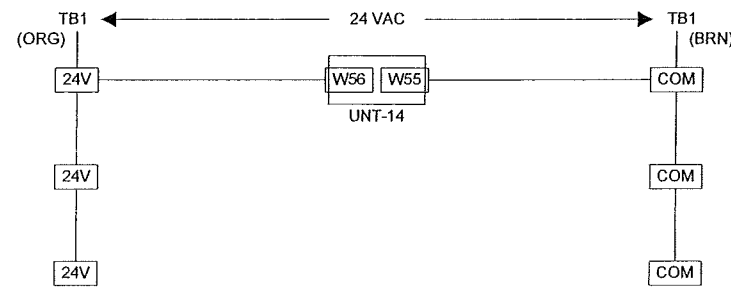 TB1 24 VAC TB1
(ORG) (BRN)
24V W56 W55 COM
UNT-14
24V COM
24V COM